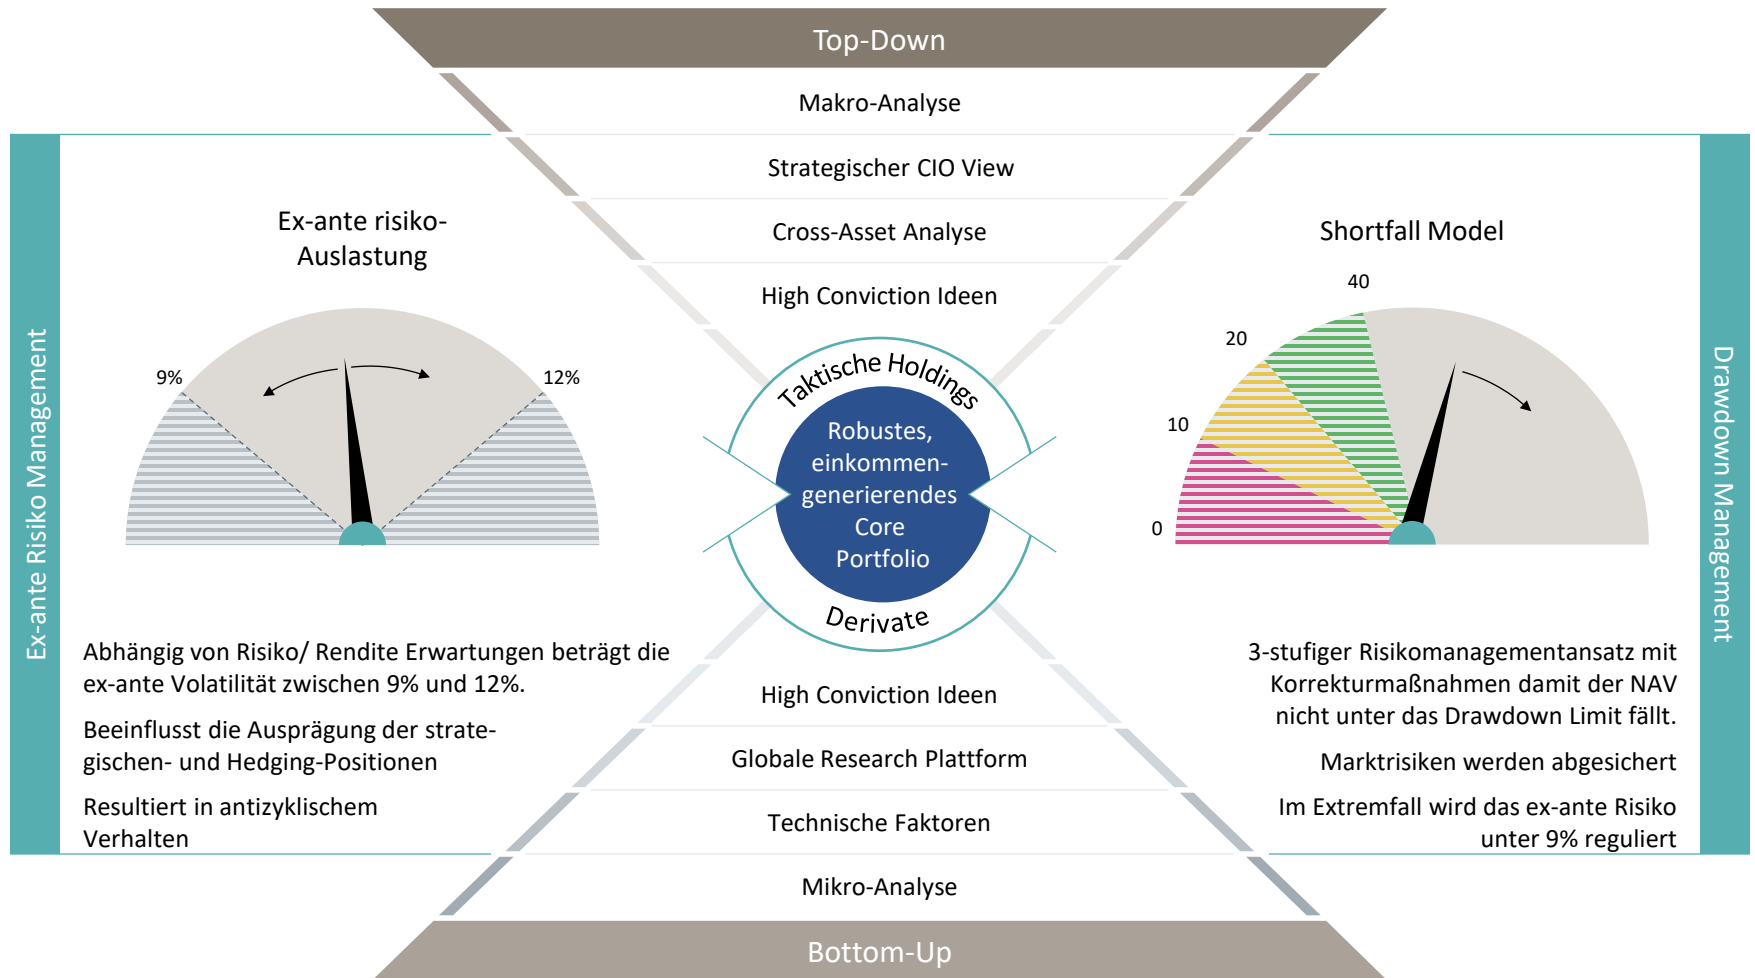 Top-Down
Makro-Analyse
Strategischer CIO View
Cross-Asset Analyse
High Conviction Ideen
Taktische Holdings
Robustes,
einkommen-
generierendes
Core
Portfolio
Derivate
High Conviction Ideen
Globale Research Plattform
Technische Faktoren
Mikro-Analyse
Bottom-Up
Ex-ante Risiko Management
Ex-ante risiko-
Auslastung
9%
12%
Abhängig von Risiko/ Rendite Erwartungen beträgt die
ex-ante Volatilität zwischen 9% und 12%.
Beeinflusst die Ausprägung der strate-
gischen- und Hedging-Positionen
Resultiert in antizyklischem
Verhalten
Drawdown Management
Shortfall Model
40
20
10
0
3-stufiger Risikomanagementansatz mit
Korrekturmaßnahmen damit der NAV
nicht unter das Drawdown Limit fällt.
Marktrisiken werden abgesichert
Im Extremfall wird das ex-ante Risiko
unter 9% reguliert